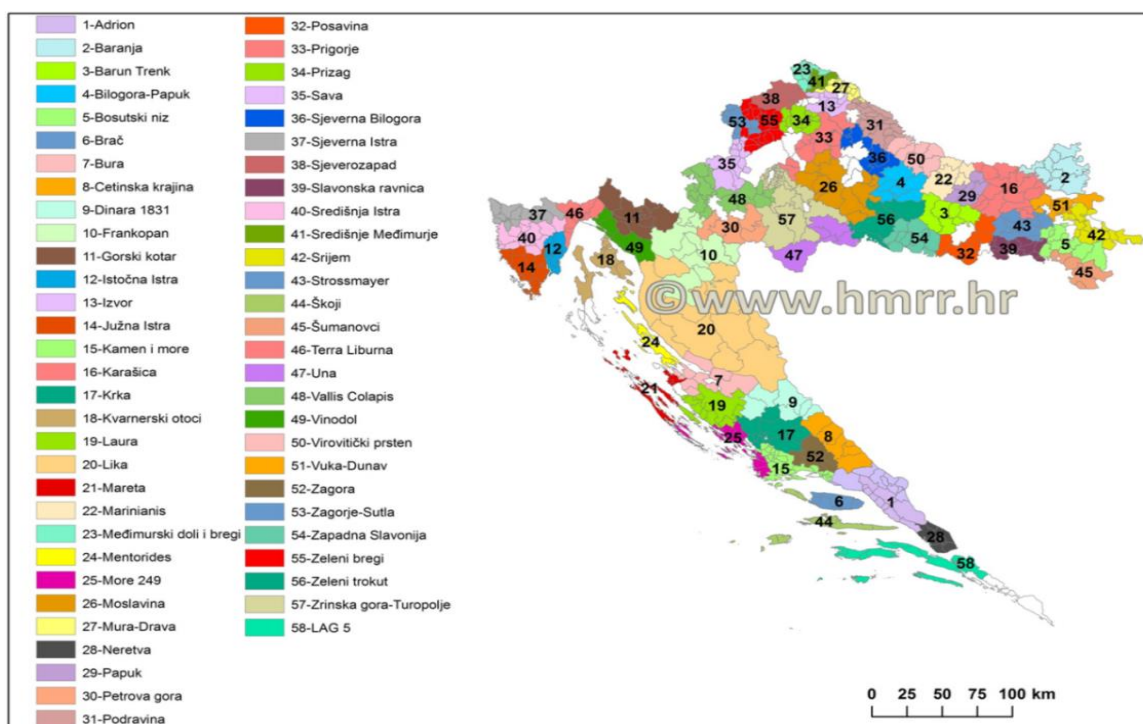 1-Adrion
2-Baranja
3-Barun Trenk
4-Bilogora-Papuk
5-Bosutski niz
6-Brač
7-Bura
8-Cetinska krajina
9-Dinara 1831
10-Frankopan
11-Gorski kotar
12-Istočna Istra
13-Izvor
14-Južna Istra
15-Kamen i more
16-Karašica
17-Krka
18-Kvarnerski otoci
19-Laura
20-Lika
21-Mareta
22-Marinianis
23-Međimurski doli i bregi
24-Mentorides
25-More 249
26-Moslavina
27-Mura-Drava
28-Neretva
29-Papuk
30-Petrova gora
31-Podravina
32-Posavina
33-Prigorje
34-Prizag
35-Sava
36-Sjeverna Bilogora
37-Sjeverna Istra
38-Sjeverozapad
39-Slavonska ravnica
40-Središnja Istra
41-Središnje Međimurje
42-Srijem
43-Strossmayer
44-Škoji
45-Šumanovci
46-Terra Liburna
47-Una
48-Vallis Colapis
49-Vinodol
50-Virovitički prsten
51-Vuka-Dunav
52-Zagora
53-Zagorje-Sutla
54-Zapadna Slavonija
55-Zeleni bregi
56-Zeleni trokut
57-Zrinska gora-Turopolje
58-LAG 5
23
41
27
38
13
53
55
34
31
33
36
50
35
26
4
22
29
16
2
48
51
57
56
3
43
42
54
32
39
5
45
37
46
11
30
40
12
49
47
14
18
10
©www.hmrr.hr
20
24
7
21
19
9
25
17
8
52
15
6
1
44
28
58
0 25 50 75 100 km